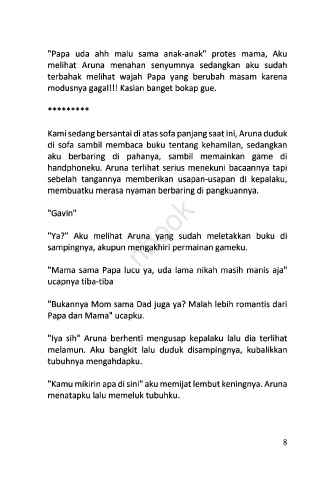 "Papa uda ahh malu sama anak-anak" protes mama, Aku
melihat Aruna menahan senyumnya sedangkan aku sudah
terbahak melihat wajah Papa yang berubah masam karena
modusnya gagal!!! Kasian banget bokap gue.
*********
Kami sedang bersantai di atas sofa panjang saat ini, Aruna duduk
di sofa sambil membaca buku tentang kehamilan, sedangkan
aku berbaring di pahanya, sambil memainkan game di
handphoneku. Aruna terlihat serius menekuni bacaannya tapi
sebelah tangannya memberikan usapan-usapan di kepalaku,
membuatku merasa nyaman berbaring di pangkuannya.
"Gavin"
"Ya?" Aku melihat Aruna yang sudah meletakkan buku di
sampingnya, akupun mengakhiri permainan gameku.
"Mama sama Papa lucu ya, uda lama nikah masih manis aja"
ucapnya tiba-tiba
"Bukannya Mom sama Dad juga ya? Malah lebih romantis dari
Papa dan Mama" ucapku.
"Iya sih" Aruna berhenti mengusap kepalaku lalu dia terlihat
melamun. Aku bangkit lalu duduk disampingnya, kubalikkan
tubuhnya mengahdapku.
"Kamu mikirin apa di sini" aku memijat lembut keningnya. Aruna
menatapku lalu memeluk tubuhku.
8